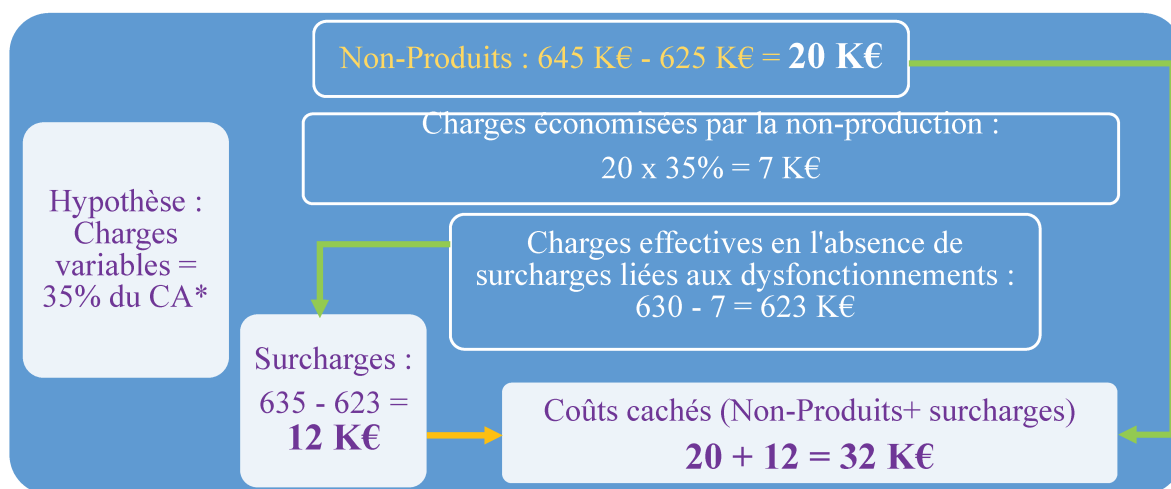 Non-Produits : 645 K€ - 625 K€ = 20 K€
Charges économisées par la non-production :
20 x 35% = 7 K€
Hypothèse :
Charges
variables =
35% du CA*
Charges effectives en l'absence de
surcharges liées aux dysfonctionnements :
630 - 7 = 623 K€
Surcharges :
635 - 623 =
12 K€
Coûts cachés (Non-Produits+ surcharges)
20 + 12 = 32 K€